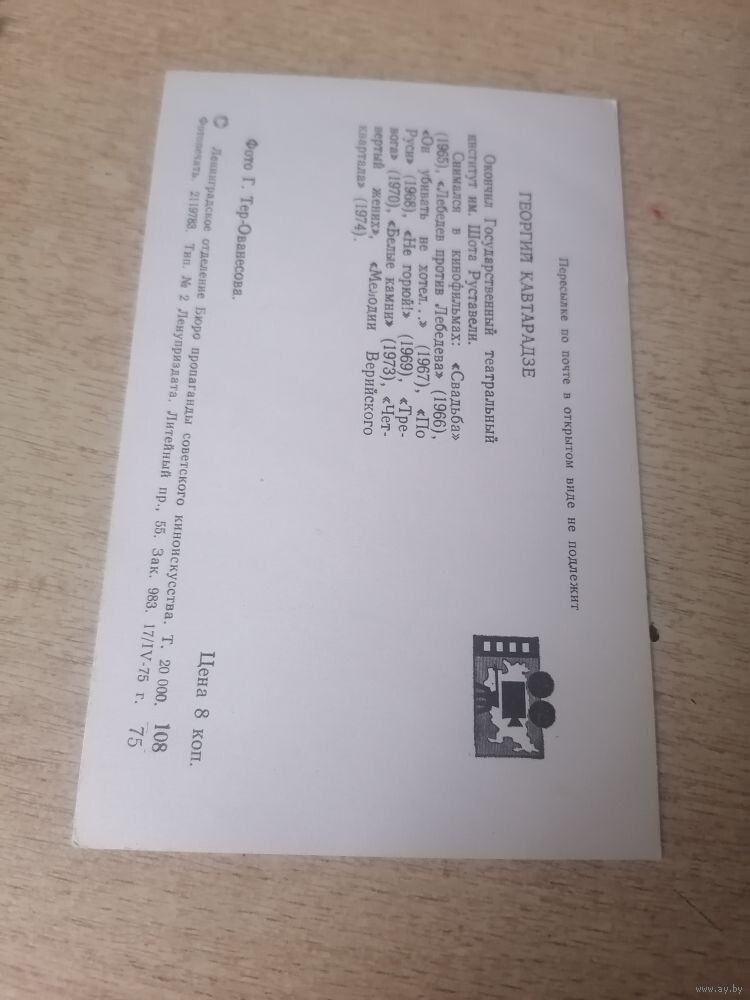 Пересылке по почте в открытом виде не подлежит
ГЕОРГИЙ КАВТАРАДЗЕ
Окончил Государственный театральный
институт им. Шота Руставели.
Снимался в кинофильмах: «Свадьба»
(1965), «Лебедев против Лебедева» (1966),
«Он убивать не хотел...» (1967), «По
Руси» (1968), «Не горюй!» (1969), «Тре-
вога» (1970), «Белые камни» (1973), «Чет-
вертый жених», «Мелодии Верийского
квартала» (1974).
Фото Г. Тер-Ованесова.
Цена 8 коп.
© Ленинградское отделение Бюро пропаганды советского киноискусства. Т. 20 000. 108
Фотопечать. 2119783. Тип. № 2 Ленуприздата. Литейный пр., 55. Зак. 983. 17/IV-75 г. 75
www.ay.by